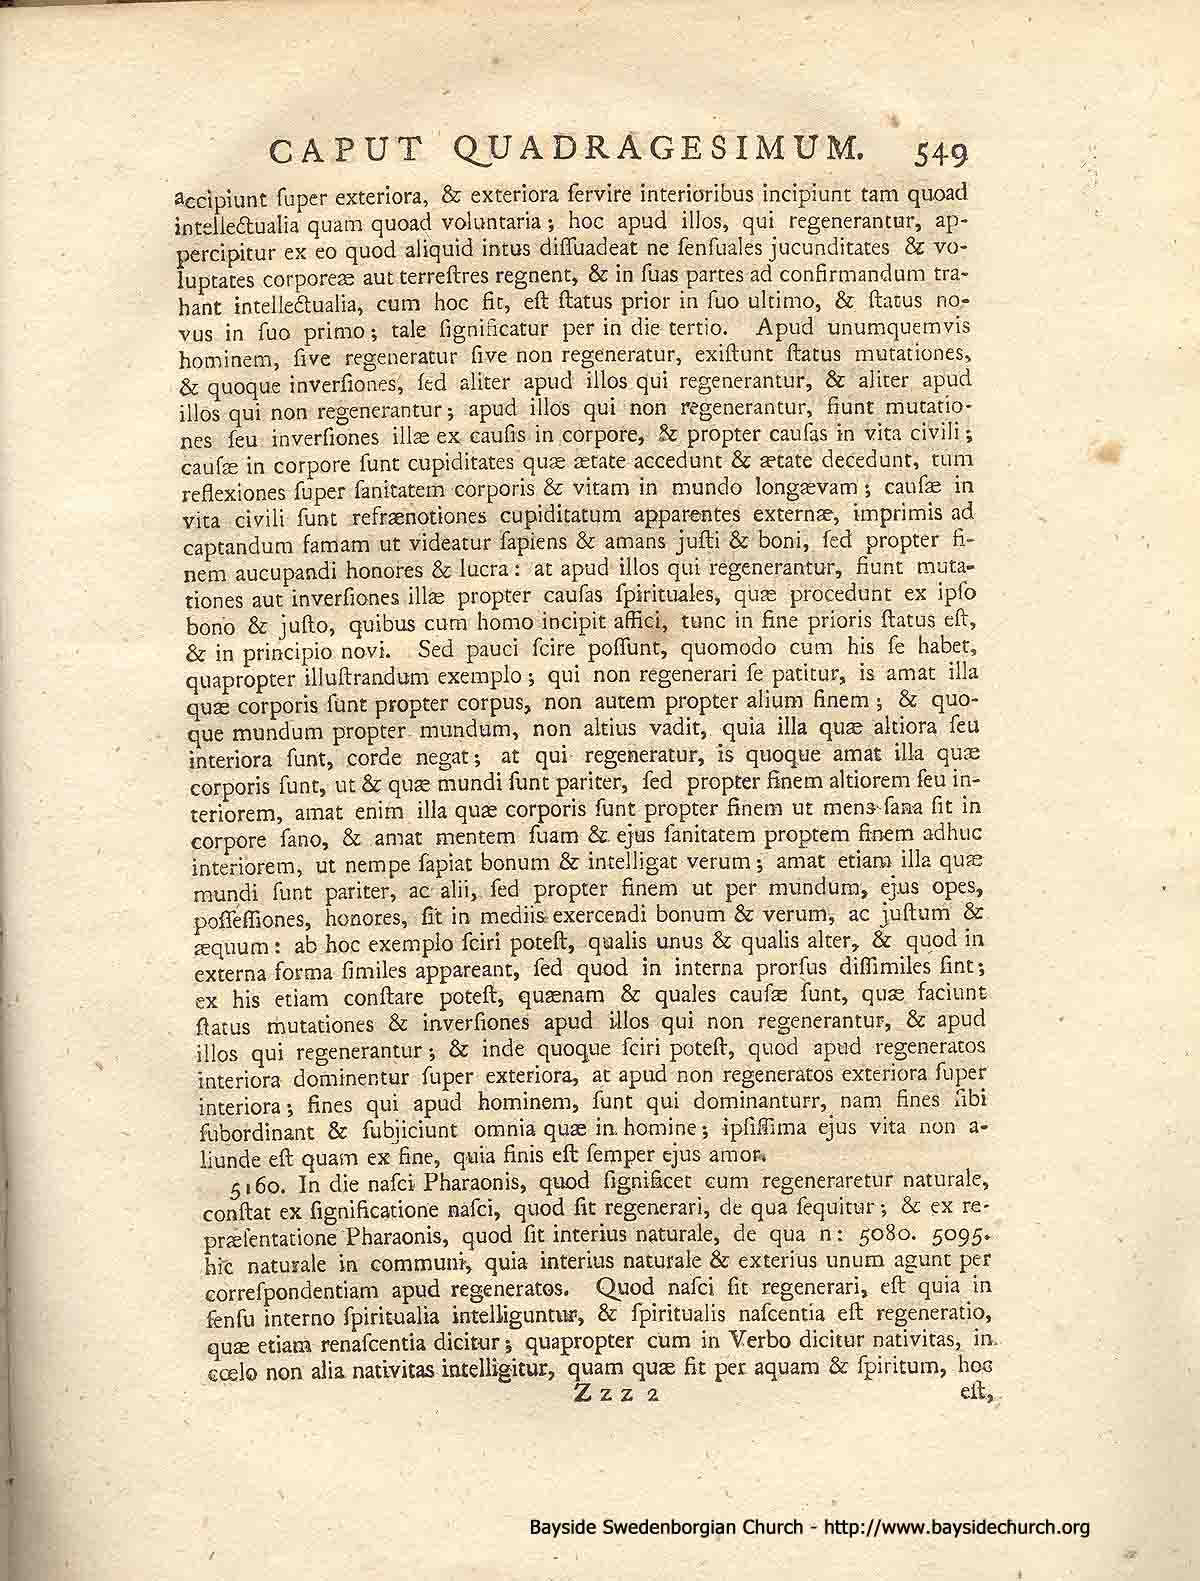 CAPUT QUADRAGESIMUM. 549
accipiunt ſuper exteriora, & exteriora ſervire interioribus incipiunt tam quoad
intellectualia quam quoad voluntaria; hoc apud illos, qui regenerantur, ap-
percipitur ex eo quod aliquid intus diſſuadeat ne ſenſuales jucunditates & vo-
luptates corporeæ aut terreſtres regnent, & in ſuas partes ad confirmandum tra-
hant intellectualia, cum hoc fit, eſt ſtatus prior in ſuo ultimo, & ſtatus no-
vus in ſuo primo; tale ſignificatur per in die tertio. Apud unumquemvis
hominem, ſive regeneratur ſive non regeneratur, exiſtunt ſtatus mutationes,
& quoque inverſiones, ſed aliter apud illos qui regenerantur, & aliter apud
illos qui non regenerantur; apud illos qui non regenerantur, fiunt mutatio-
nes ſeu inverſiones illæ ex cauſis in corpore, & propter cauſas in vita civili;
cauſæ in corpore ſunt cupiditates quæ ætate accedunt & ætate decedunt, tum
reflexiones ſuper ſanitatem corporis & vitam in mundo longævam; cauſæ in
vita civili ſunt refrænotiones cupiditatum apparentes externæ, imprimis ad
captandum famam ut videatur ſapiens & amans juſti & boni, ſed propter fi-
nem aucupandi honores & lucra: at apud illos qui regenerantur, fiunt muta-
tiones aut inverſiones illæ propter cauſas ſpirituales, quæ procedunt ex ipſo
bono & juſto, quibus cum homo incipit affici, tunc in fine prioris ſtatus eſt,
& in principio novi. Sed pauci ſcire poſſunt, quomodo cum his ſe habet,
quapropter illuſtrandum exemplo; qui non regenerari ſe patitur, is amat illa
quæ corporis ſunt propter corpus, non autem propter alium finem; & quo-
que mundum propter mundum, non altius vadit, quia illa quæ altiora ſeu
interiora ſunt, corde negat; at qui regeneratur, is quoque amat illa quæ
corporis ſunt, ut & quæ mundi ſunt pariter, ſed propter finem altiorem ſeu in-
teriorem, amat enim illa quæ corporis ſunt propter finem ut mens ſana ſit in
corpore ſano, & amat mentem ſuam & ejus ſanitatem proptem finem adhuc
interiorem, ut nempe ſapiat bonum & intelligat verum; amat etiam illa quæ
mundi ſunt pariter, ac alii, ſed propter finem ut per mundum, ejus opes,
poſſeſſiones, honores, ſit in mediis exercendi bonum & verum, ac juſtum &
æquum: ab hoc exemplo ſciri poteſt, qualis unus & qualis alter, & quod in
externa forma ſimiles appareant, ſed quod in interna prorſus diſſimiles ſint;
ex his etiam conſtare poteſt, quænam & quales cauſæ ſunt, quæ faciunt
ſtatus mutationes & inverſiones apud illos qui non regenerantur, & apud
illos qui regenerantur; & inde quoque ſciri poteſt, quod apud regeneratos
interiora dominentur ſuper exteriora, at apud non regeneratos exteriora ſuper
interiora; fines qui apud hominem, ſunt qui dominanturr, nam fines ſibi
ſubordinant & ſubjiciunt omnia quæ in homine; ipſiſſima ejus vita non a-
liunde eſt quam ex fine, quia finis eſt ſemper ejus amor.
5160. In die naſci Pharaonis, quod ſignificet cum regeneraretur naturale,
conſtat ex ſignificatione naſci, quod ſit regenerari, de qua ſequitur; & ex re-
præſentatione Pharaonis, quod ſit interius naturale, de qua n: 5080. 5095.
hic naturale in communi, quia interius naturale & exterius unum agunt per
correſpondentiam apud regeneratos. Quod naſci ſit regenerari, eſt quia in
ſenſu interno ſpiritualia intelliguntur, & ſpiritualis naſcentia eſt regeneratio,
quæ etiam renaſcentia dicitur; quapropter cum in Verbo dicitur nativitas, in
cœlo non alia nativitas intelligitur, quam quæ fit per aquam & ſpiritum, hoc
Zzzz 2 eſt,
Bayside Swedenborgian Church - http://www.baysidechurch.org